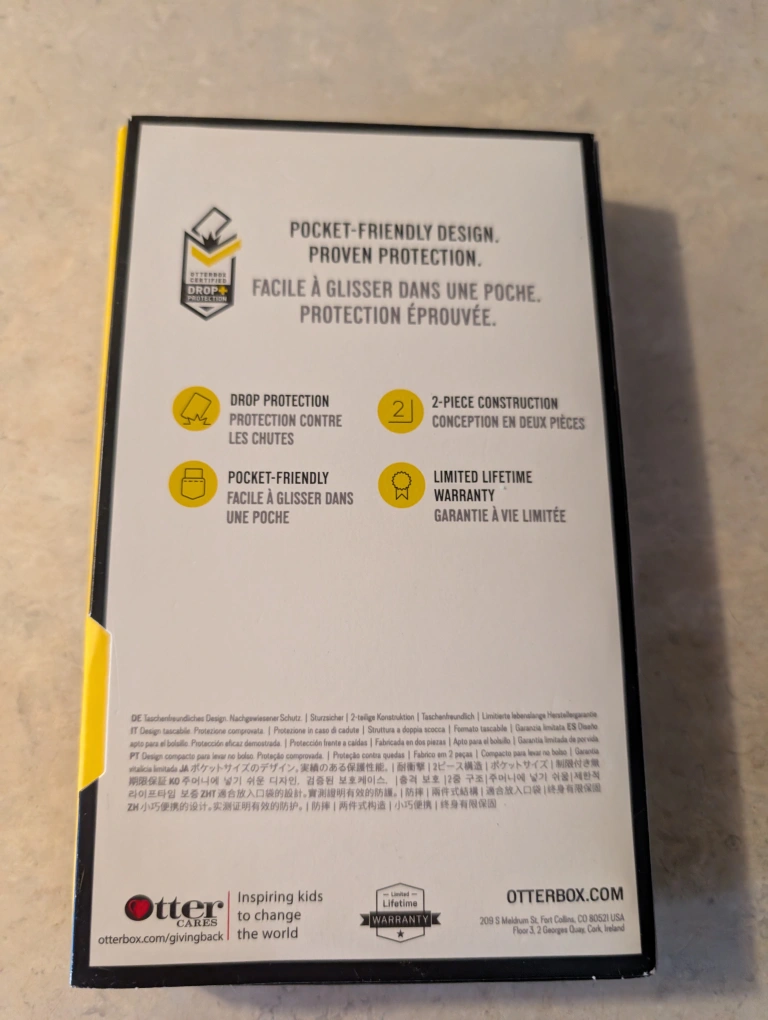 POCKET-FRIENDLY DESIGN.
PROVEN PROTECTION.
FACILE À GLISSER DANS UNE POCHE.
PROTECTION ÉPROUVÉE.
OTTERBOX
CERTIFIED
DROP+
PROTECTION
DROP PROTECTION
PROTECTION CONTRE
LES CHUTES
2
2-PIECE CONSTRUCTION
CONCEPTION EN DEUX PIÈCES
POCKET-FRIENDLY
FACILE À GLISSER DANS
UNE POCHE
LIMITED LIFETIME
WARRANTY
GARANTIE À VIE LIMITÉE
DE Taschenfreundliches Design. Nachgewiesener Schutz. | Sturzsicher | 2-teilige Konstruktion | Taschenfreundlich | Limitierte lebenslange Herstellergarantie
IT Design tascabile. Protezione comprovata. | Protezione in caso di cadute | Struttura a doppia scocca | Formato tascabile | Garanzia limitata ES Diseño
apto para el bolsillo. Protección eficaz demostrada. | Protección frente a caídas | Fabricada en dos piezas | Apto para el bolsillo | Garantía limitada de por vida
PT Design compacto para levar no bolso. Proteção comprovada. | Proteção contra quedas | Fabrico em 2 peças | Compacto para levar no bolso | Garantia
vitalícia limitada JA ポケットサイズのデザイン。実績のある保護性能。 | 耐衝撃 | 2ピース構造 | ポケットサイズ | 制限付き無
期限保証 KO 주머니에 넣기 쉬운 디자인. 검증된 보호케이스. | 충격 보호 | 2중 구조 | 주머니에 넣기 쉬움 | 제한적
라이프타임 보증 ZHT 適合放入口袋的設計。實測證明有效的防護。 | 防摔 | 兩件式結構 | 適合放入口袋 | 終身有限保固
ZH 小巧便携的设计。实测证明有效的防护。 | 防摔 | 两件式构造 | 小巧便携 | 终身有限保固
Otter
CARES
otterbox.com/givingback
Inspiring kids
to change
the world
Limited
Lifetime
WARRANTY
OTTERBOX.COM
209 S Meldrum St, Fort Collins, CO 80521 USA
Floor 3, 2 Georges Quay, Cork, Ireland